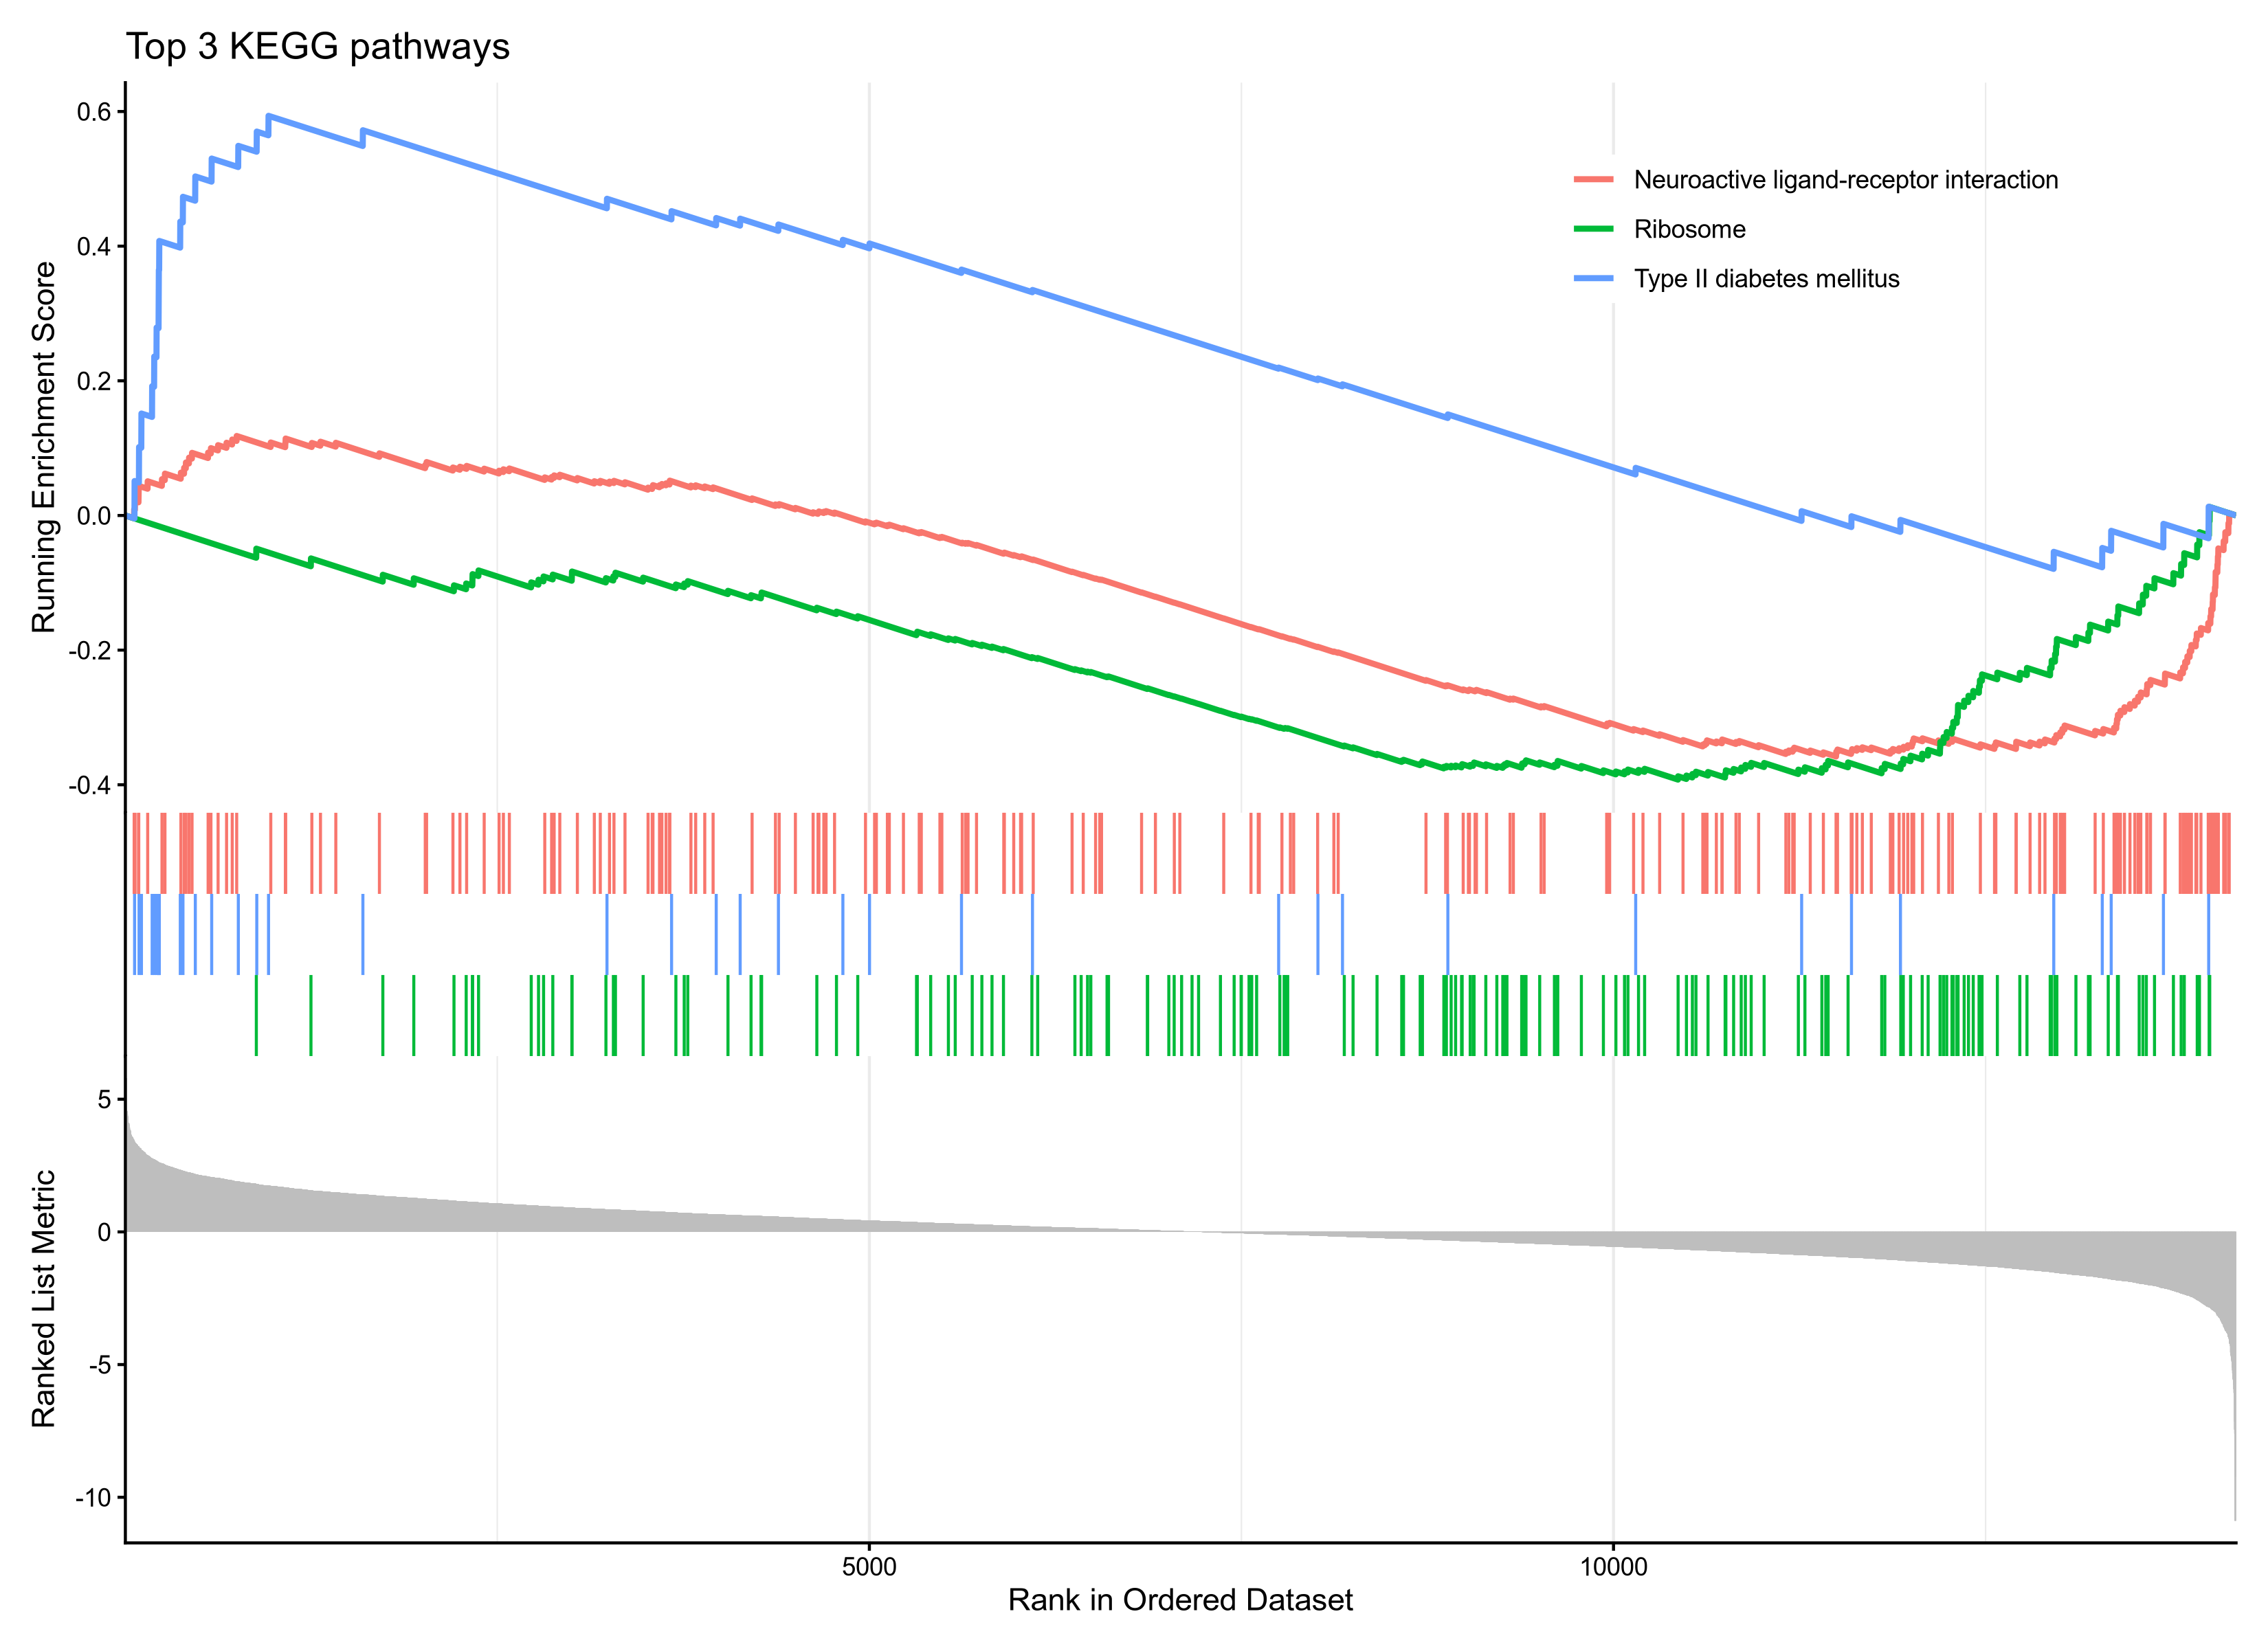 Top 3 KEGG pathways
Running Enrichment Score
0.6
0.4
0.2
0.0
-0.2
-0.4
Neuroactive ligand-receptor interaction
Ribosome
Type II diabetes mellitus
Ranked List Metric
5
0
-5
-10
5000
10000
Rank in Ordered Dataset